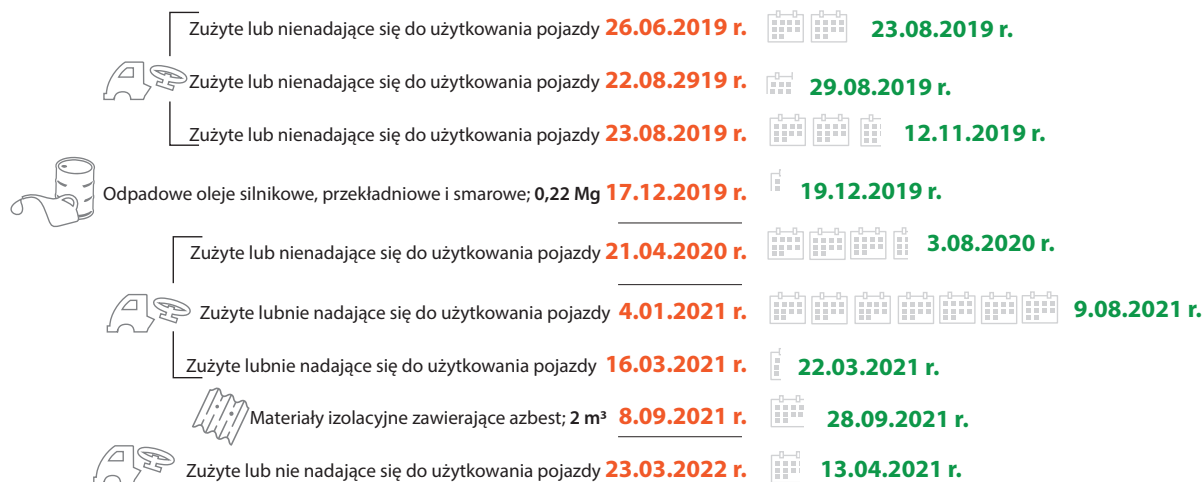 Zużyte lub nienadające się do użytkowania pojazdy 26.06.2019 r. 23.08.2019 r.
Zużyte lub nienadające się do użytkowania pojazdy 22.08.2919 r. 29.08.2019 r.
Zużyte lub nienadające się do użytkowania pojazdy 23.08.2019 r. 12.11.2019 r.
Odpadowe oleje silnikowe, przekładniowe i smarowe; 0,22 Mg 17.12.2019 r. 19.12.2019 r.
Zużyte lub nienadające się do użytkowania pojazdy 21.04.2020 r. 3.08.2020 r.
Zużyte lubnie nadające się do użytkowania pojazdy 4.01.2021 r. 9.08.2021 r.
Zużyte lubnie nadające się do użytkowania pojazdy 16.03.2021 r. 22.03.2021 r.
Materiały izolacyjne zawierające azbest; 2 m³ 8.09.2021 r. 28.09.2021 r.
Zużyte lub nie nadające się do użytkowania pojazdy 23.03.2022 r. 13.04.2021 r.